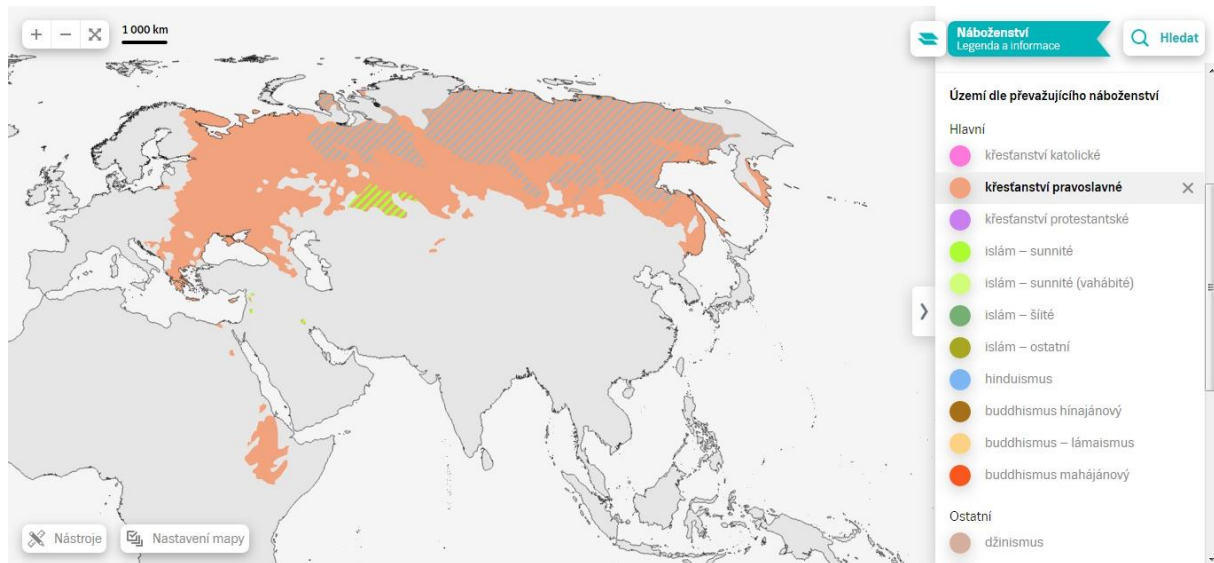 1 000 km
Náboženství
Legenda a informace
Hledat
Území dle převažujícího náboženství
Hlavní
křesťanství katolické
křesťanství pravoslavné
křesťanství protestantské
islám – sunnité
islám – sunnité (vahábité)
islám – šíité
islám – ostatní
hinduismus
buddhismus hínajánový
buddhismus – lámaismus
buddhismus mahájánový
Ostatní
džinismus
Nástroje
Nastavení mapy